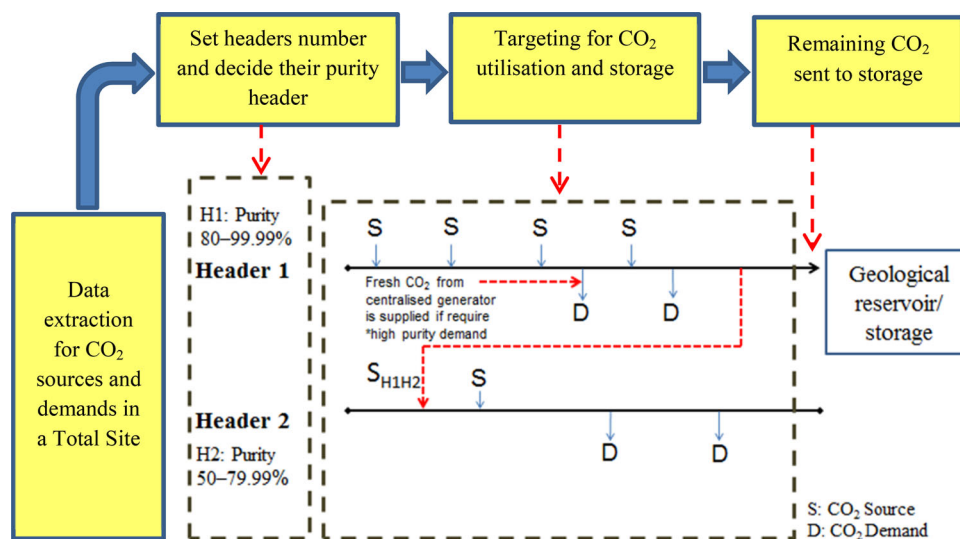 Set headers number
and decide their purity
header
Targeting for CO₂
utilisation and storage
Remaining CO₂
sent to storage
Data
extraction
for CO₂
sources and
demands in
a Total Site
H1: Purity
80–99.99%
Header 1
S S S S
Fresh CO₂ from
centralised generator
is supplied if require
*high purity demand
D D
Geological
reservoir/
storage
S_H1H2 S
Header 2
H2: Purity
50–79.99%
D D
S: CO₂ Source
D: CO₂ Demand